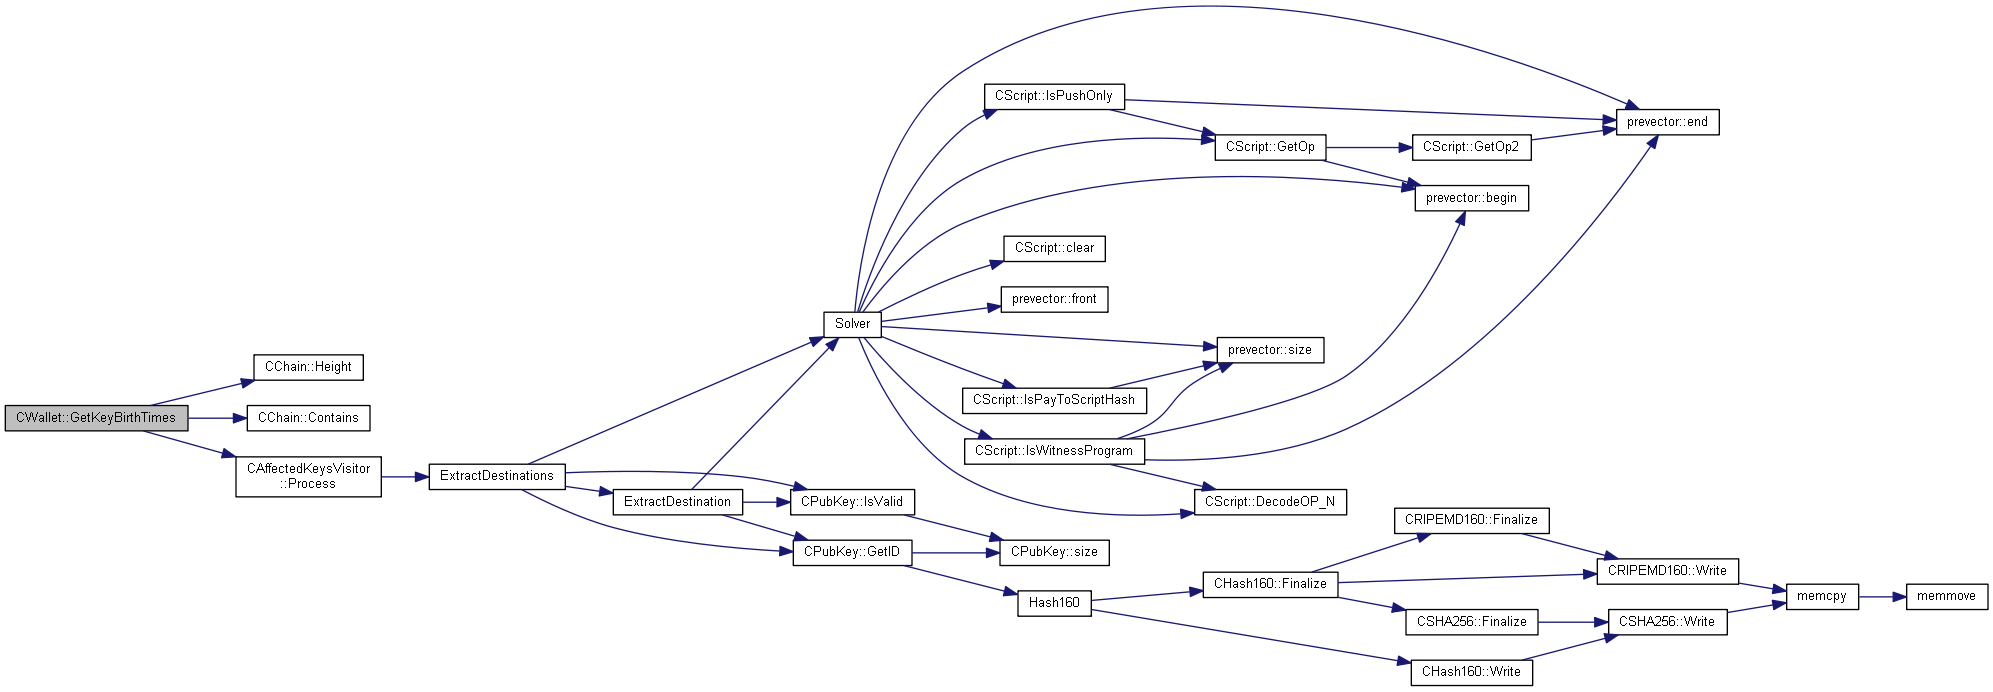 CScript::IsPushOnly
prevector::end
CScript::GetOp
CScript::GetOp2
prevector::begin
CScript::clear
prevector::front
Solver
prevector::size
CChain::Height
CScript::IsPayToScriptHash
CWallet::GetKeyBirthTimes
CChain::Contains
CScript::IsWitnessProgram
CAffectedKeysVisitor
::Process
ExtractDestinations
ExtractDestination
CPubKey::IsValid
CScript::DecodeOP_N
CRIPEMD160::Finalize
CPubKey::GetID
CPubKey::size
CRIPEMD160::Write
CHash160::Finalize
memcpy
memmove
Hash160
CSHA256::Finalize
CSHA256::Write
CHash160::Write